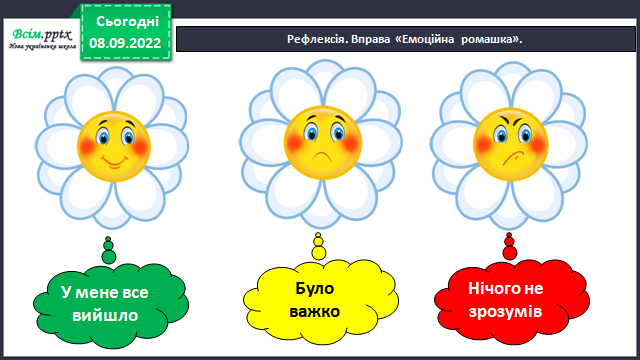 Всім.pptx
Нова українська школа
Сьогодні
08.09.2022
Рефлексія. Вправа «Емоційна ромашка».
У мене все
вийшло
Було
важко
Нічого не
зрозумів